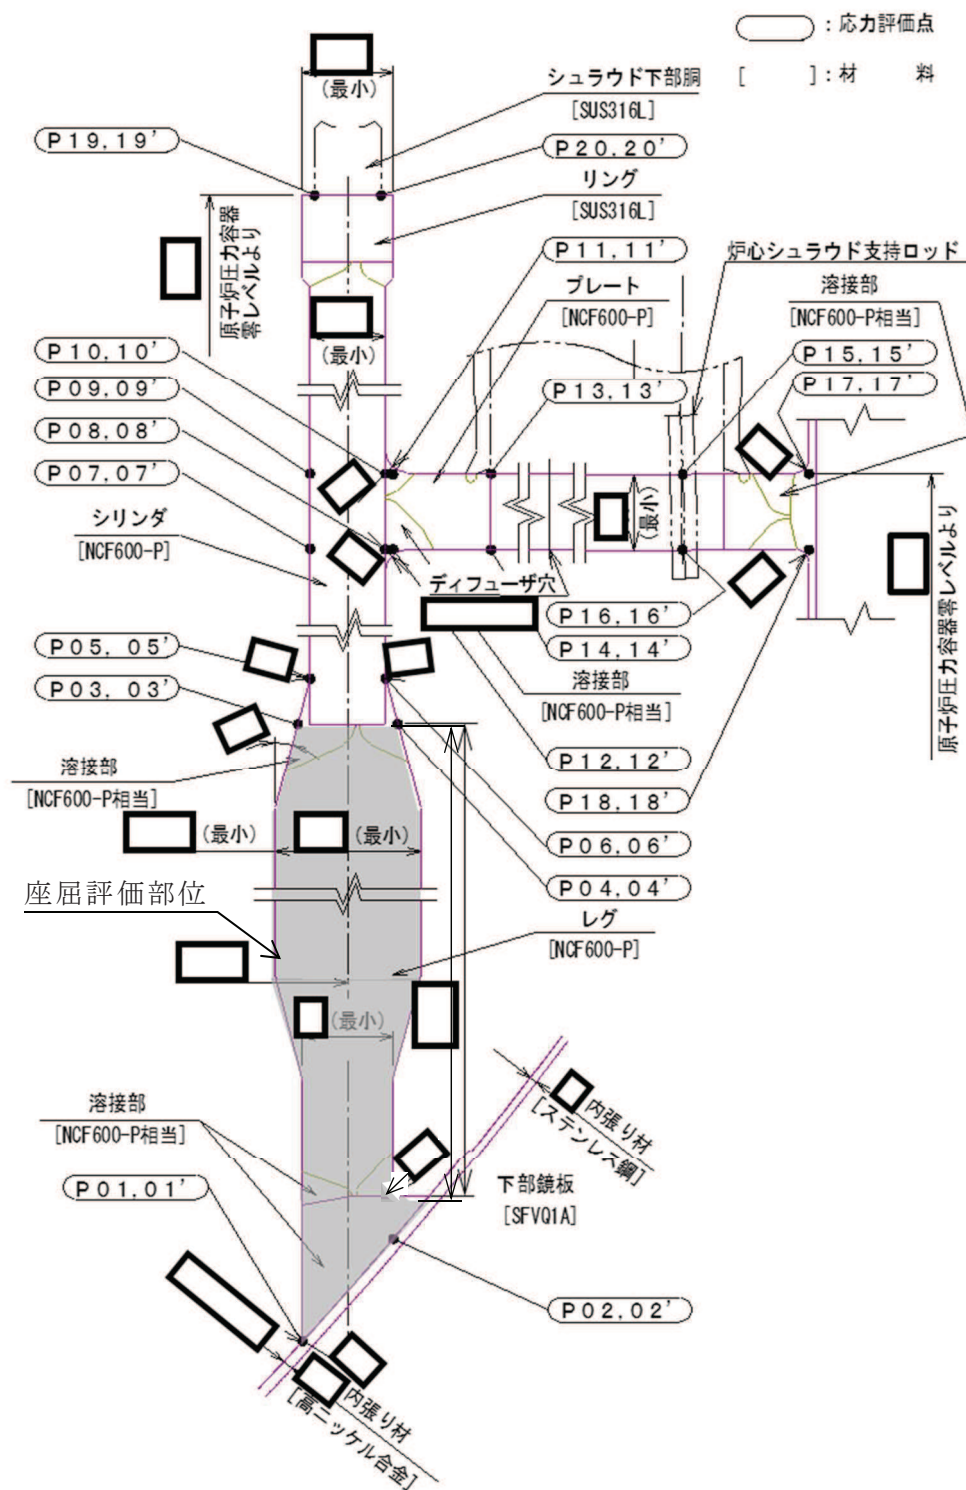 ：応力評価点
[　　]：材　料
(最小)
シュラウド下部胴
[SUS316L]
P19,19'
P20,20'
リング
[SUS316L]
原子炉圧力容器
零レベルより
P11,11'
炉心シュラウド支持ロッド
プレート
[NCF600-P]
溶接部
[NCF600-P相当]
(最小)
P10,10'
P15,15'
P09,09'
P13,13'
P17,17'
P08,08'
P07,07'
シリンダ
[NCF600-P]
(最小)
原子炉圧力容器零レベルより
ディフューザ穴
P16,16'
P14,14'
P05,05'
P03,03'
溶接部
[NCF600-P相当]
溶接部
[NCF600-P相当]
P12,12'
P18,18'
(最小)
(最小)
P06,06'
P04,04'
座屈評価部位
レグ
[NCF600-P]
(最小)
溶接部
[NCF600-P相当]
内張り材
[ステンレス鋼]
P01,01'
下部鏡板
[SFVQ1A]
P02,02'
内張り材
[高ニッケル合金]